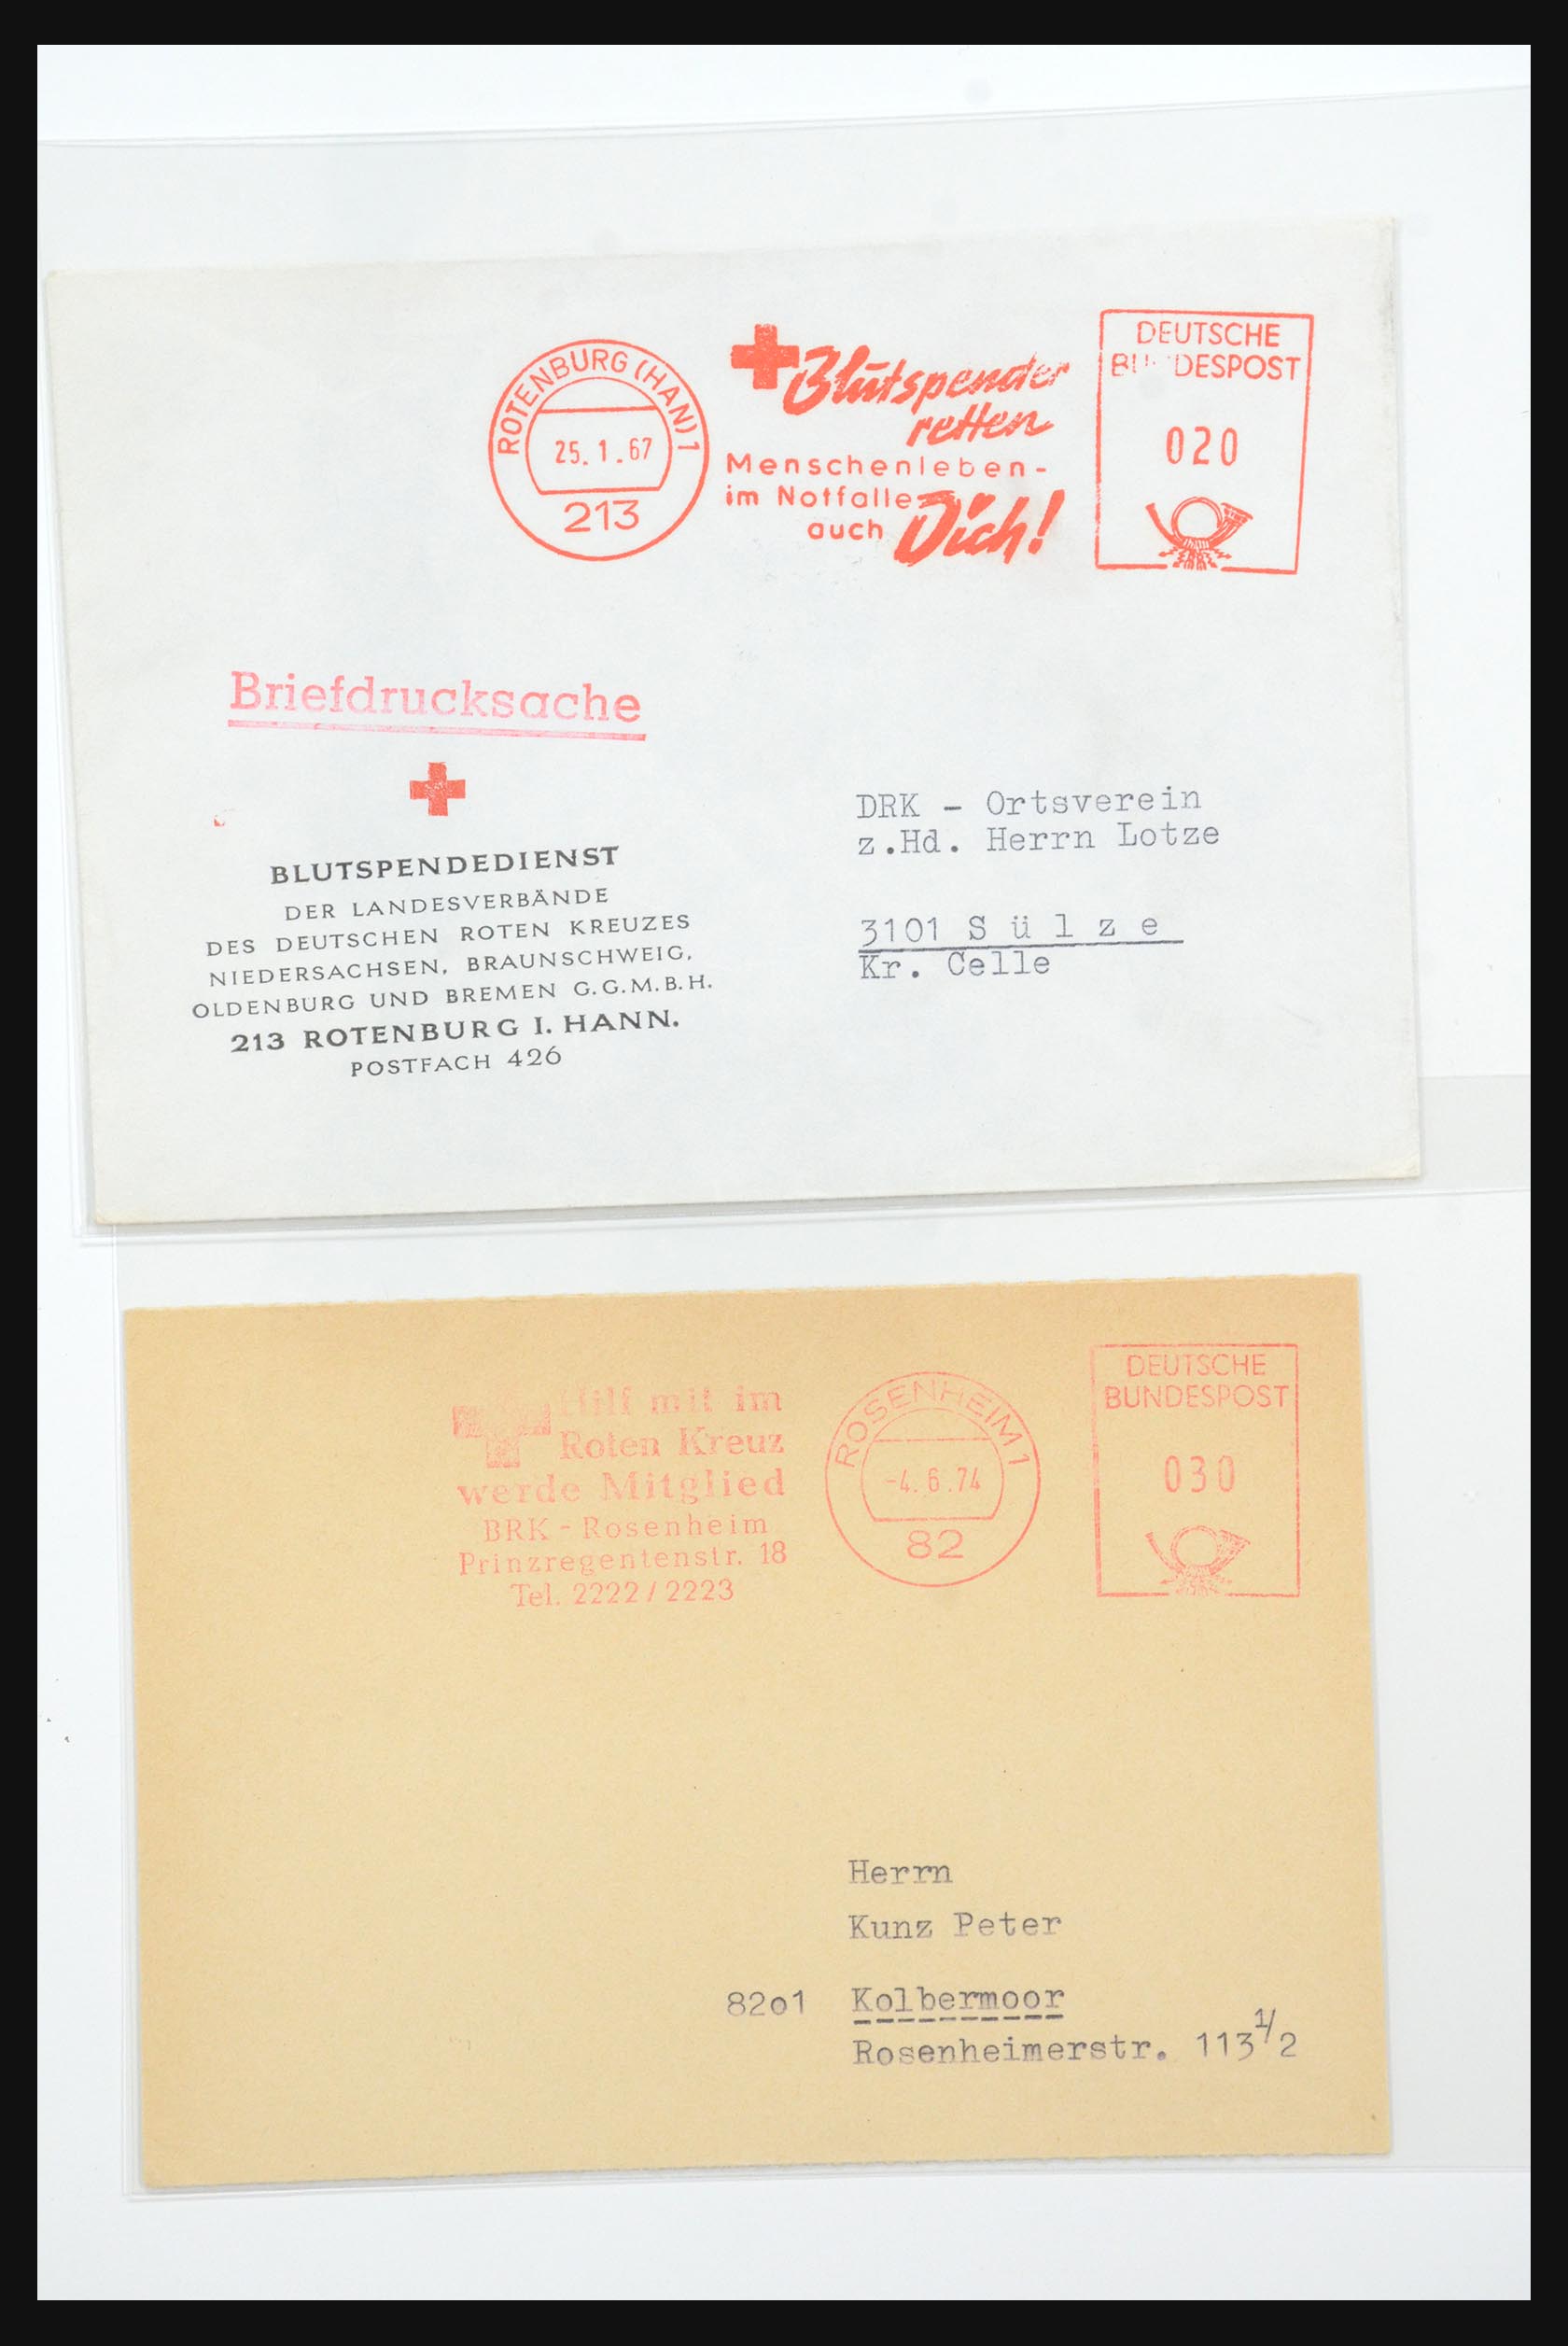 ROTENBURG (HAN) 1
25. 1. 67
213
Blutspender
retten
Menschenleben-
im Notfalle
auch Dich!
DEUTSCHE
BUNDESPOST
020
Briefdrucksache
BLUTSPENDEDIENST
DER LANDESVERBÄNDE
DES DEUTSCHEN ROTEN KREUZES
NIEDERSACHSEN, BRAUNSCHWEIG,
OLDENBURG UND BREMEN G.G.M.B.H.
213 ROTENBURG I. HANN.
POSTFACH 426
DRK - Ortsverein
z.Hd. Herrn Lotze
3101 S ü l z e
Kr. Celle
Hilf mit im
Roten Kreuz
werde Mitglied
BRK - Rosenheim
Prinzregentenstr. 18
Tel. 2222 / 2223
ROSENHEIM 1
-4. 6. 74
82
DEUTSCHE
BUNDESPOST
030
Herrn
Kunz Peter
82o1 Kolbermoor
Rosenheimerstr. 113 1/2